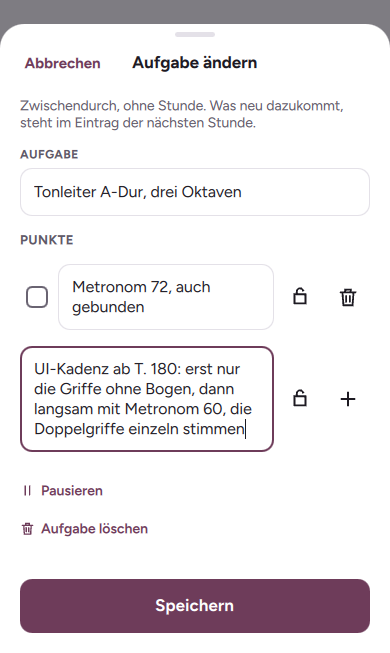 Abbrechen
Aufgabe ändern
Zwischendurch, ohne Stunde. Was neu dazukommt,
steht im Eintrag der nächsten Stunde.
AUFGABE
Tonleiter A-Dur, drei Oktaven
PUNKTE
Metronom 72, auch
gebunden
UI-Kadenz ab T. 180: erst nur
die Griffe ohne Bogen, dann
langsam mit Metronom 60, die
Doppelgriffe einzeln stimmen
Pausieren
Aufgabe löschen
Speichern